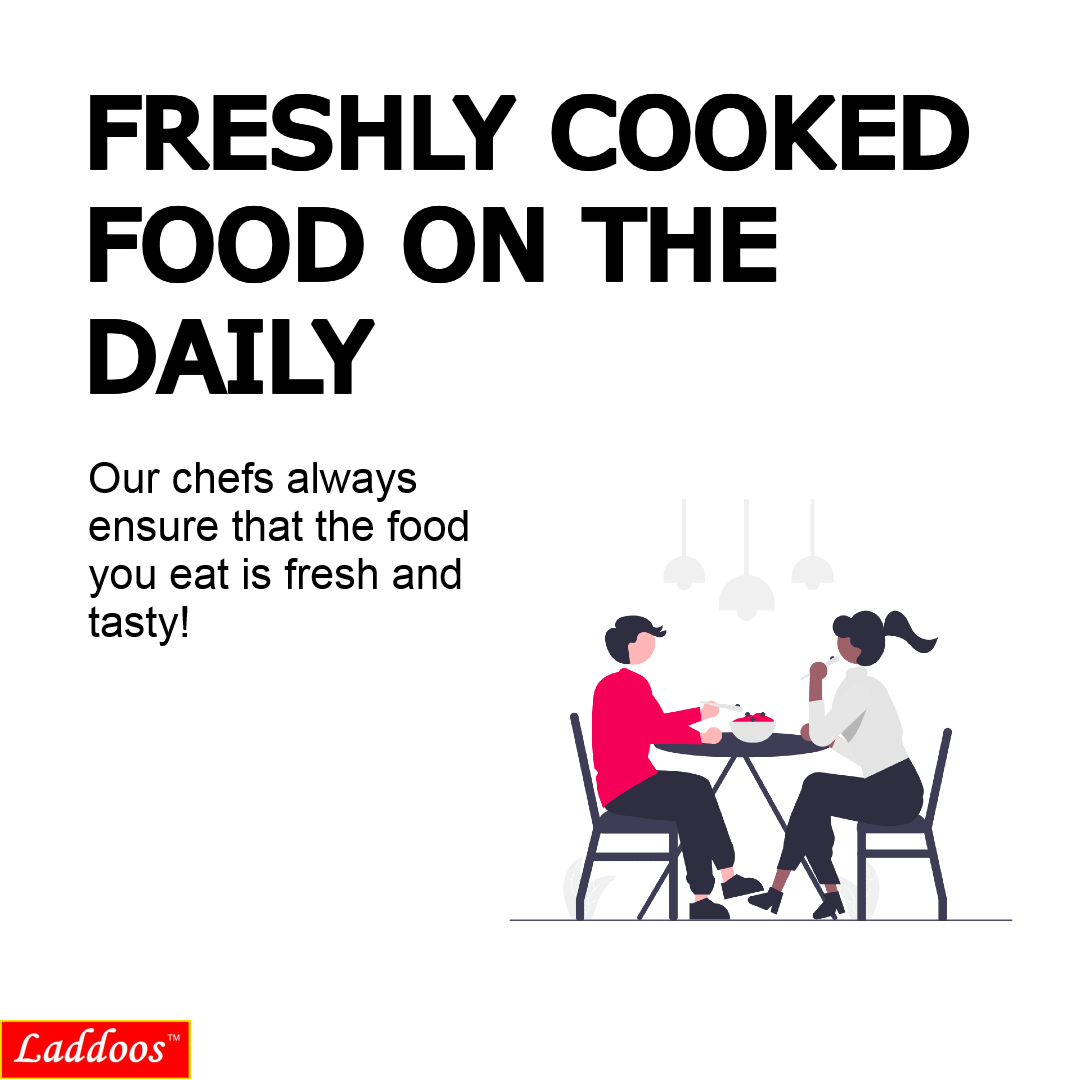 FRESHLY COOKED
FOOD ON THE
DAILY
Our chefs always
ensure that the food
you eat is fresh and
tasty!
Laddoos™